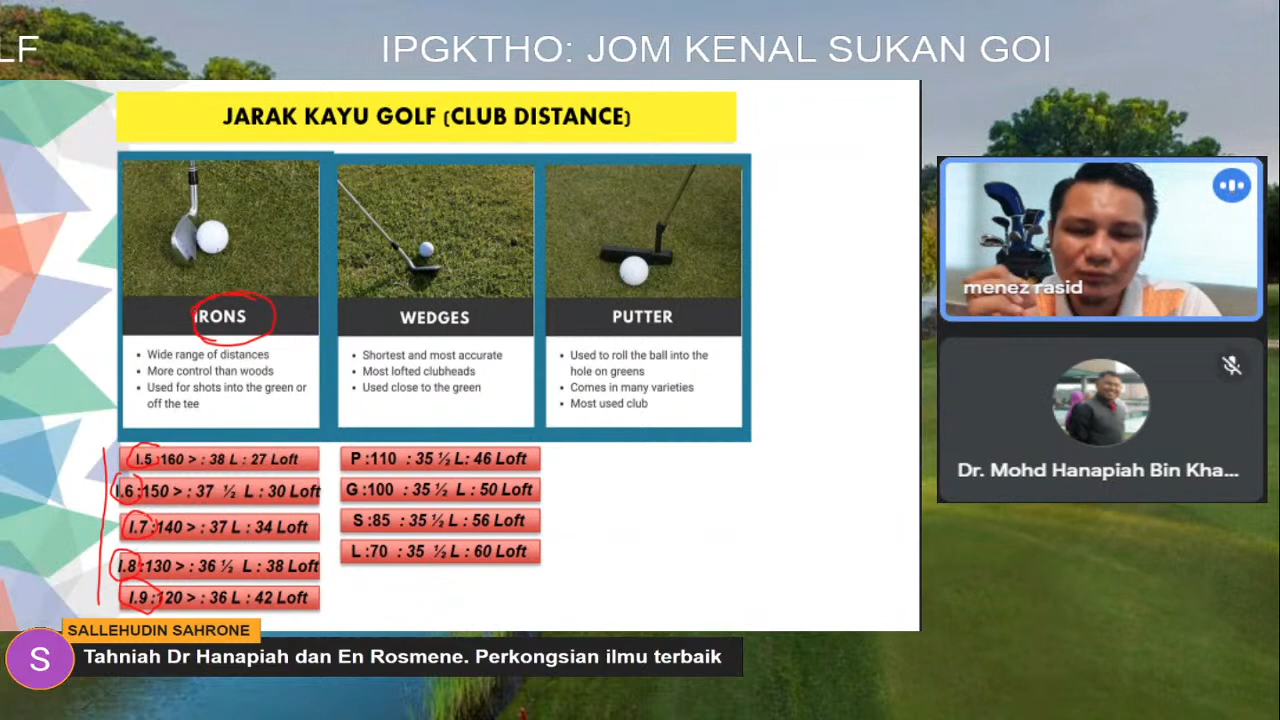 LF
IPGKTHO: JOM KENAL SUKAN GOI
JARAK KAYU GOLF (CLUB DISTANCE)
IRONS
Wide range of distances
More control than woods
Used for shots into the green or
off the tee
WEDGES
Shortest and most accurate
Most lofted clubheads
Used close to the green
PUTTER
Used to roll the ball into the
hole on greens
Comes in many varieties
Most used club
I.5 :160 > : 38 L : 27 Loft
I.6 :150 > : 37 ½ L : 30 Loft
I.7 :140 > : 37 L : 34 Loft
I.8 :130 > : 36 ½ L : 38 Loft
I.9 :120 > : 36 L : 42 Loft
P :110 : 35 ½ L : 46 Loft
G :100 : 35 ½ L : 50 Loft
S :85 : 35 ½ L : 56 Loft
L :70 : 35 ½ L : 60 Loft
menez rasid
Dr. Mohd Hanapiah Bin Kha...
SALLEHUDIN SAHRONE
S
Tahniah Dr Hanapiah dan En Rosmene. Perkongsian ilmu terbaik